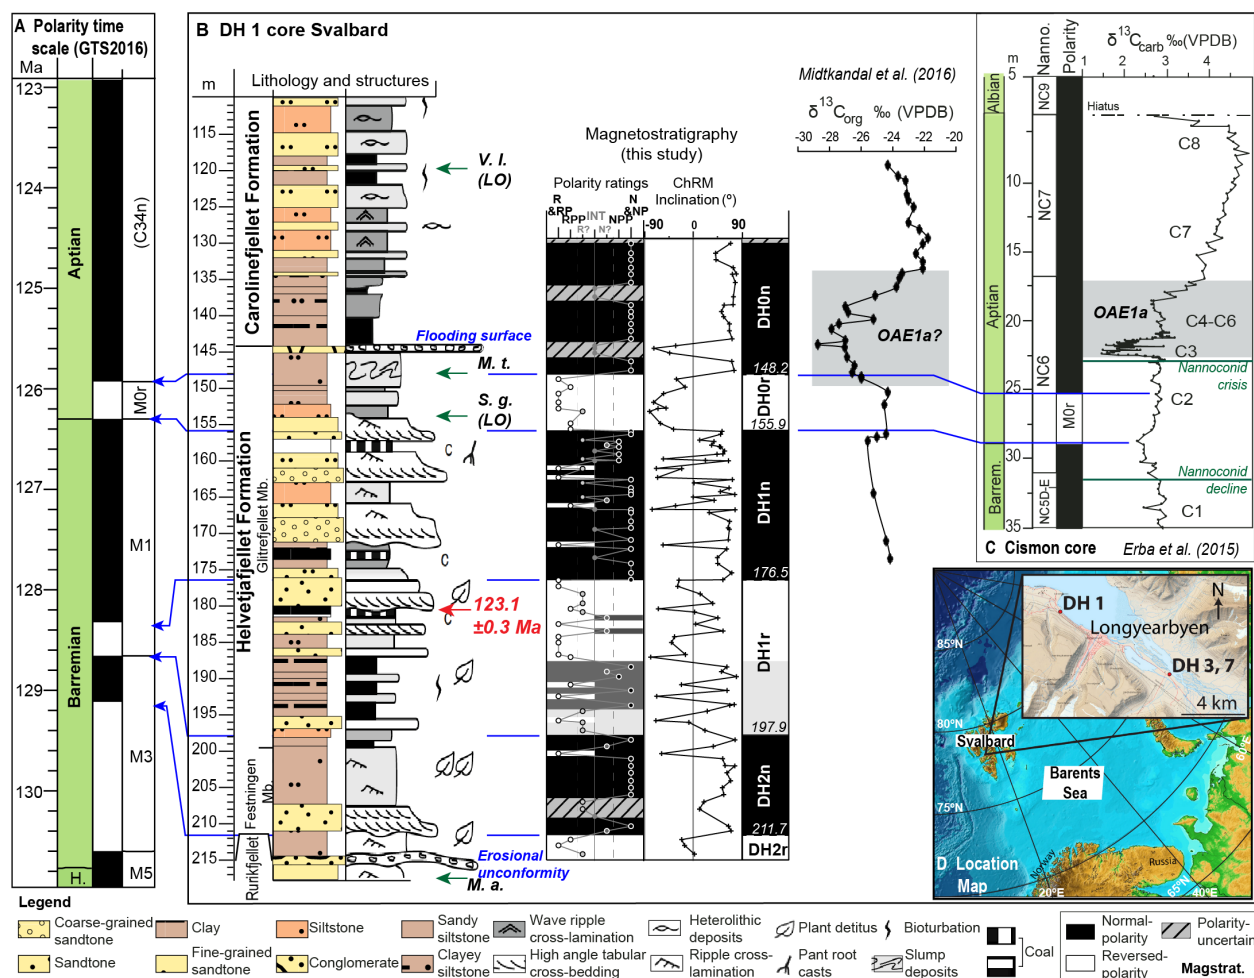 A Polarity time
scale (GTS2016)
Ma
123
124
125
126
127
128
129
130
Aptian
Barremian
H.
(C34n)
M0r
M1
M3
M5
B DH 1 core Svalbard
m
Lithology and structures
115
120
125
130
135
140
145
150
155
160
165
170
175
180
185
190
195
200
205
210
215
Carolinefjellet Formation
Helvetjafjellet Formation
Glitrefjellet Mb.
Festningen
Mb.
Rurikfjellet
V. l.
(LO)
Flooding surface
M. t.
S. g.
(LO)
C
C
C
123.1
±0.3 Ma
Erosional
unconformity
M. a.
Magnetostratigraphy
(this study)
Polarity ratings
R
&RP
RPP
R?
INT
N?
NPP
N
&NP
ChRM
Inclination (°)
-90
0
90
DH0n
148.2
DH0r
155.9
DH1n
176.5
DH1r
197.9
DH2n
211.7
DH2r
Midtkandal et al. (2016)
δ13Corg ‰ (VPDB)
-30 -28 -26 -24 -22 -20
OAE1a?
δ13Ccarb ‰(VPDB)
m
1 2 3 4
Nanno.
Polarity
5
10
15
20
25
30
35
Albian
Aptian
Barrem.
NC9
NC7
NC6
NC5D-E
M0r
Hiatus
C8
C7
OAE1a
C4-C6
C3
Nannoconid
crisis
C2
Nannoconid
decline
C1
C Cismon core Erba et al. (2015)
DH 1
Longyearbyen
DH 3, 7
N
4 km
85ºN
80ºN
75ºN
Svalbard
Barents
Sea
60ºE
D Location
Map
Norway
Russia
20ºE
65ºN
40ºE
Legend
Coarse-grained
sandtone
Clay
Siltstone
Sandy
siltstone
Wave ripple
cross-lamination
Heterolithic
deposits
Plant detitus
Bioturbation
Normal-
polarity
Polarity-
uncertain
Sandtone
Fine-grained
sandtone
Conglomerate
Clayey
siltstone
High angle tabular
cross-bedding
Ripple cross-
lamination
Pant root
casts
Slump
deposits
Coal
Reversed-
polarity
Magstrat